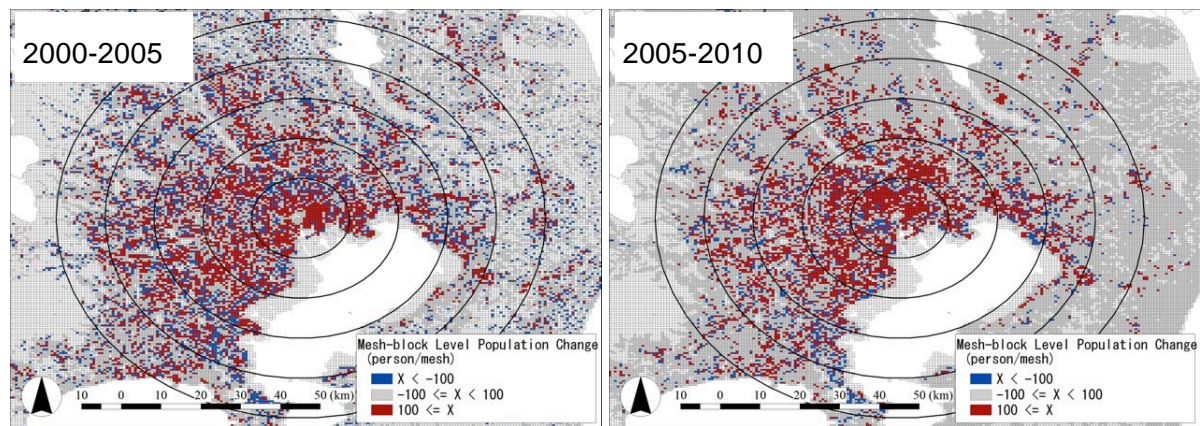 2000-2005
Mesh-block Level Population Change
(person/mesh)
X < -100
-100 <= X < 100
100 <= X
10 0 10 20 30 40 50 (km)
2005-2010
Mesh-block Level Population Change
(person/mesh)
X < -100
-100 <= X < 100
100 <= X
10 0 10 20 30 40 50 (km)